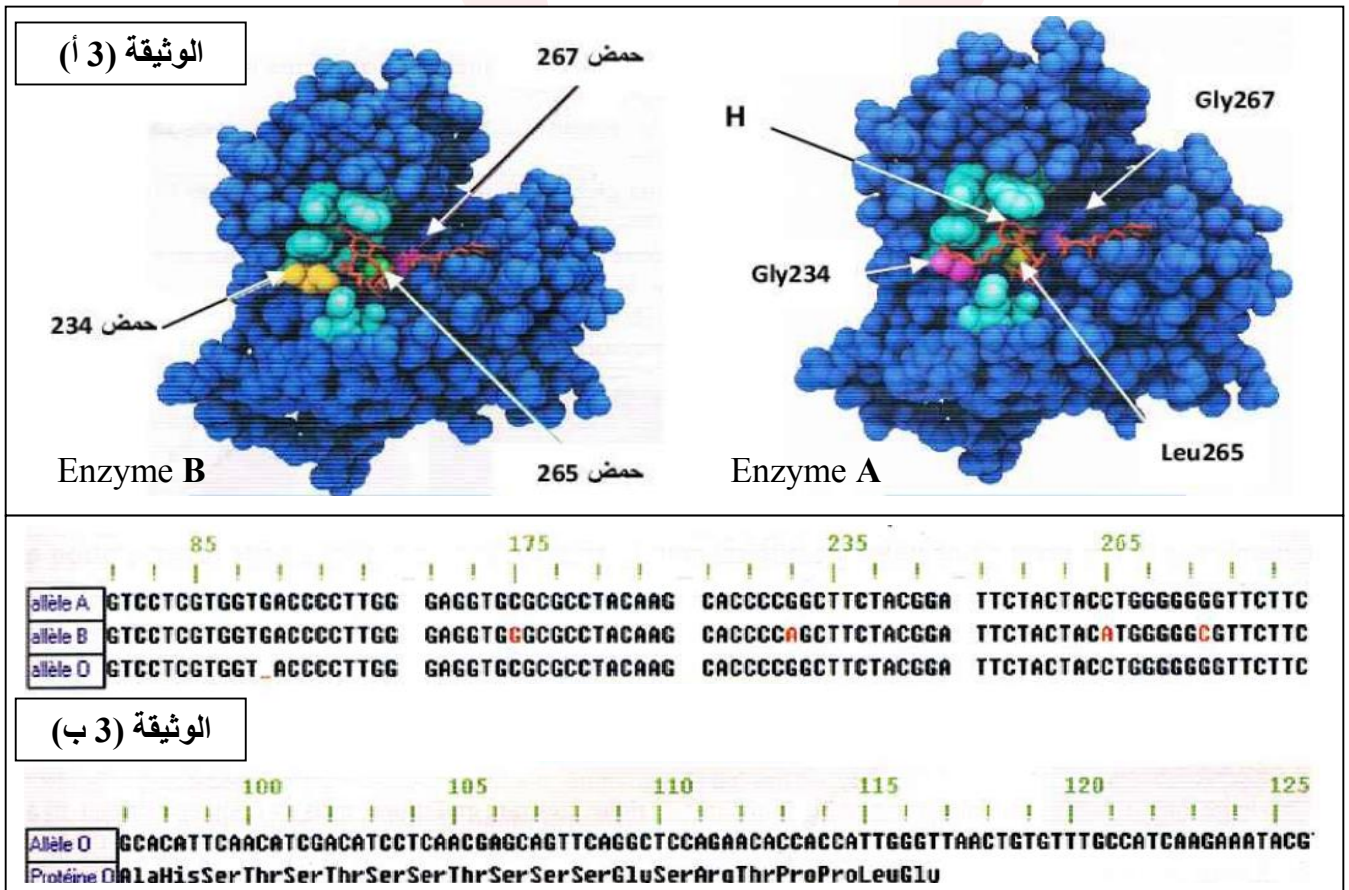 الوثيقة (3 أ)
حمض 267
H
Gly267
حمض 234
Gly234
Enzyme B
حمض 265
Enzyme A
Leu265
85 175 235 265
allèle A GTCCTCGTGGTGACCCCTTGG GAGGTGCGCGCCTACAAG CACCCCGGCTTCTACGGA TTCTACTACCTGGGGGGGTTCTTC
allèle B GTCCTCGTGGTGACCCCTTGG GAGGTGGGCGCCTACAAG CACCCCAGCTTCTACGGA TTCTACTACATGGGGGCGTTCTTC
allèle O GTCCTCGTGGT_ACCCCTTGG GAGGTGCGCGCCTACAAG CACCCCGGCTTCTACGGA TTCTACTACCTGGGGGGGTTCTTC
الوثيقة (3 ب)
100 105 110 115 120 125
Allèle O GCACATTCAACATCGACATCCTCAACGAGCAGTTCAGGCTCCAGAACACCACCATTGGGTTAACTGTGTTTGCCATCAAGAAATACG
Protéine O AlaHisSerThrSerThrSerSerThrSerSerSerGluSerArgThrProProLeuGlu